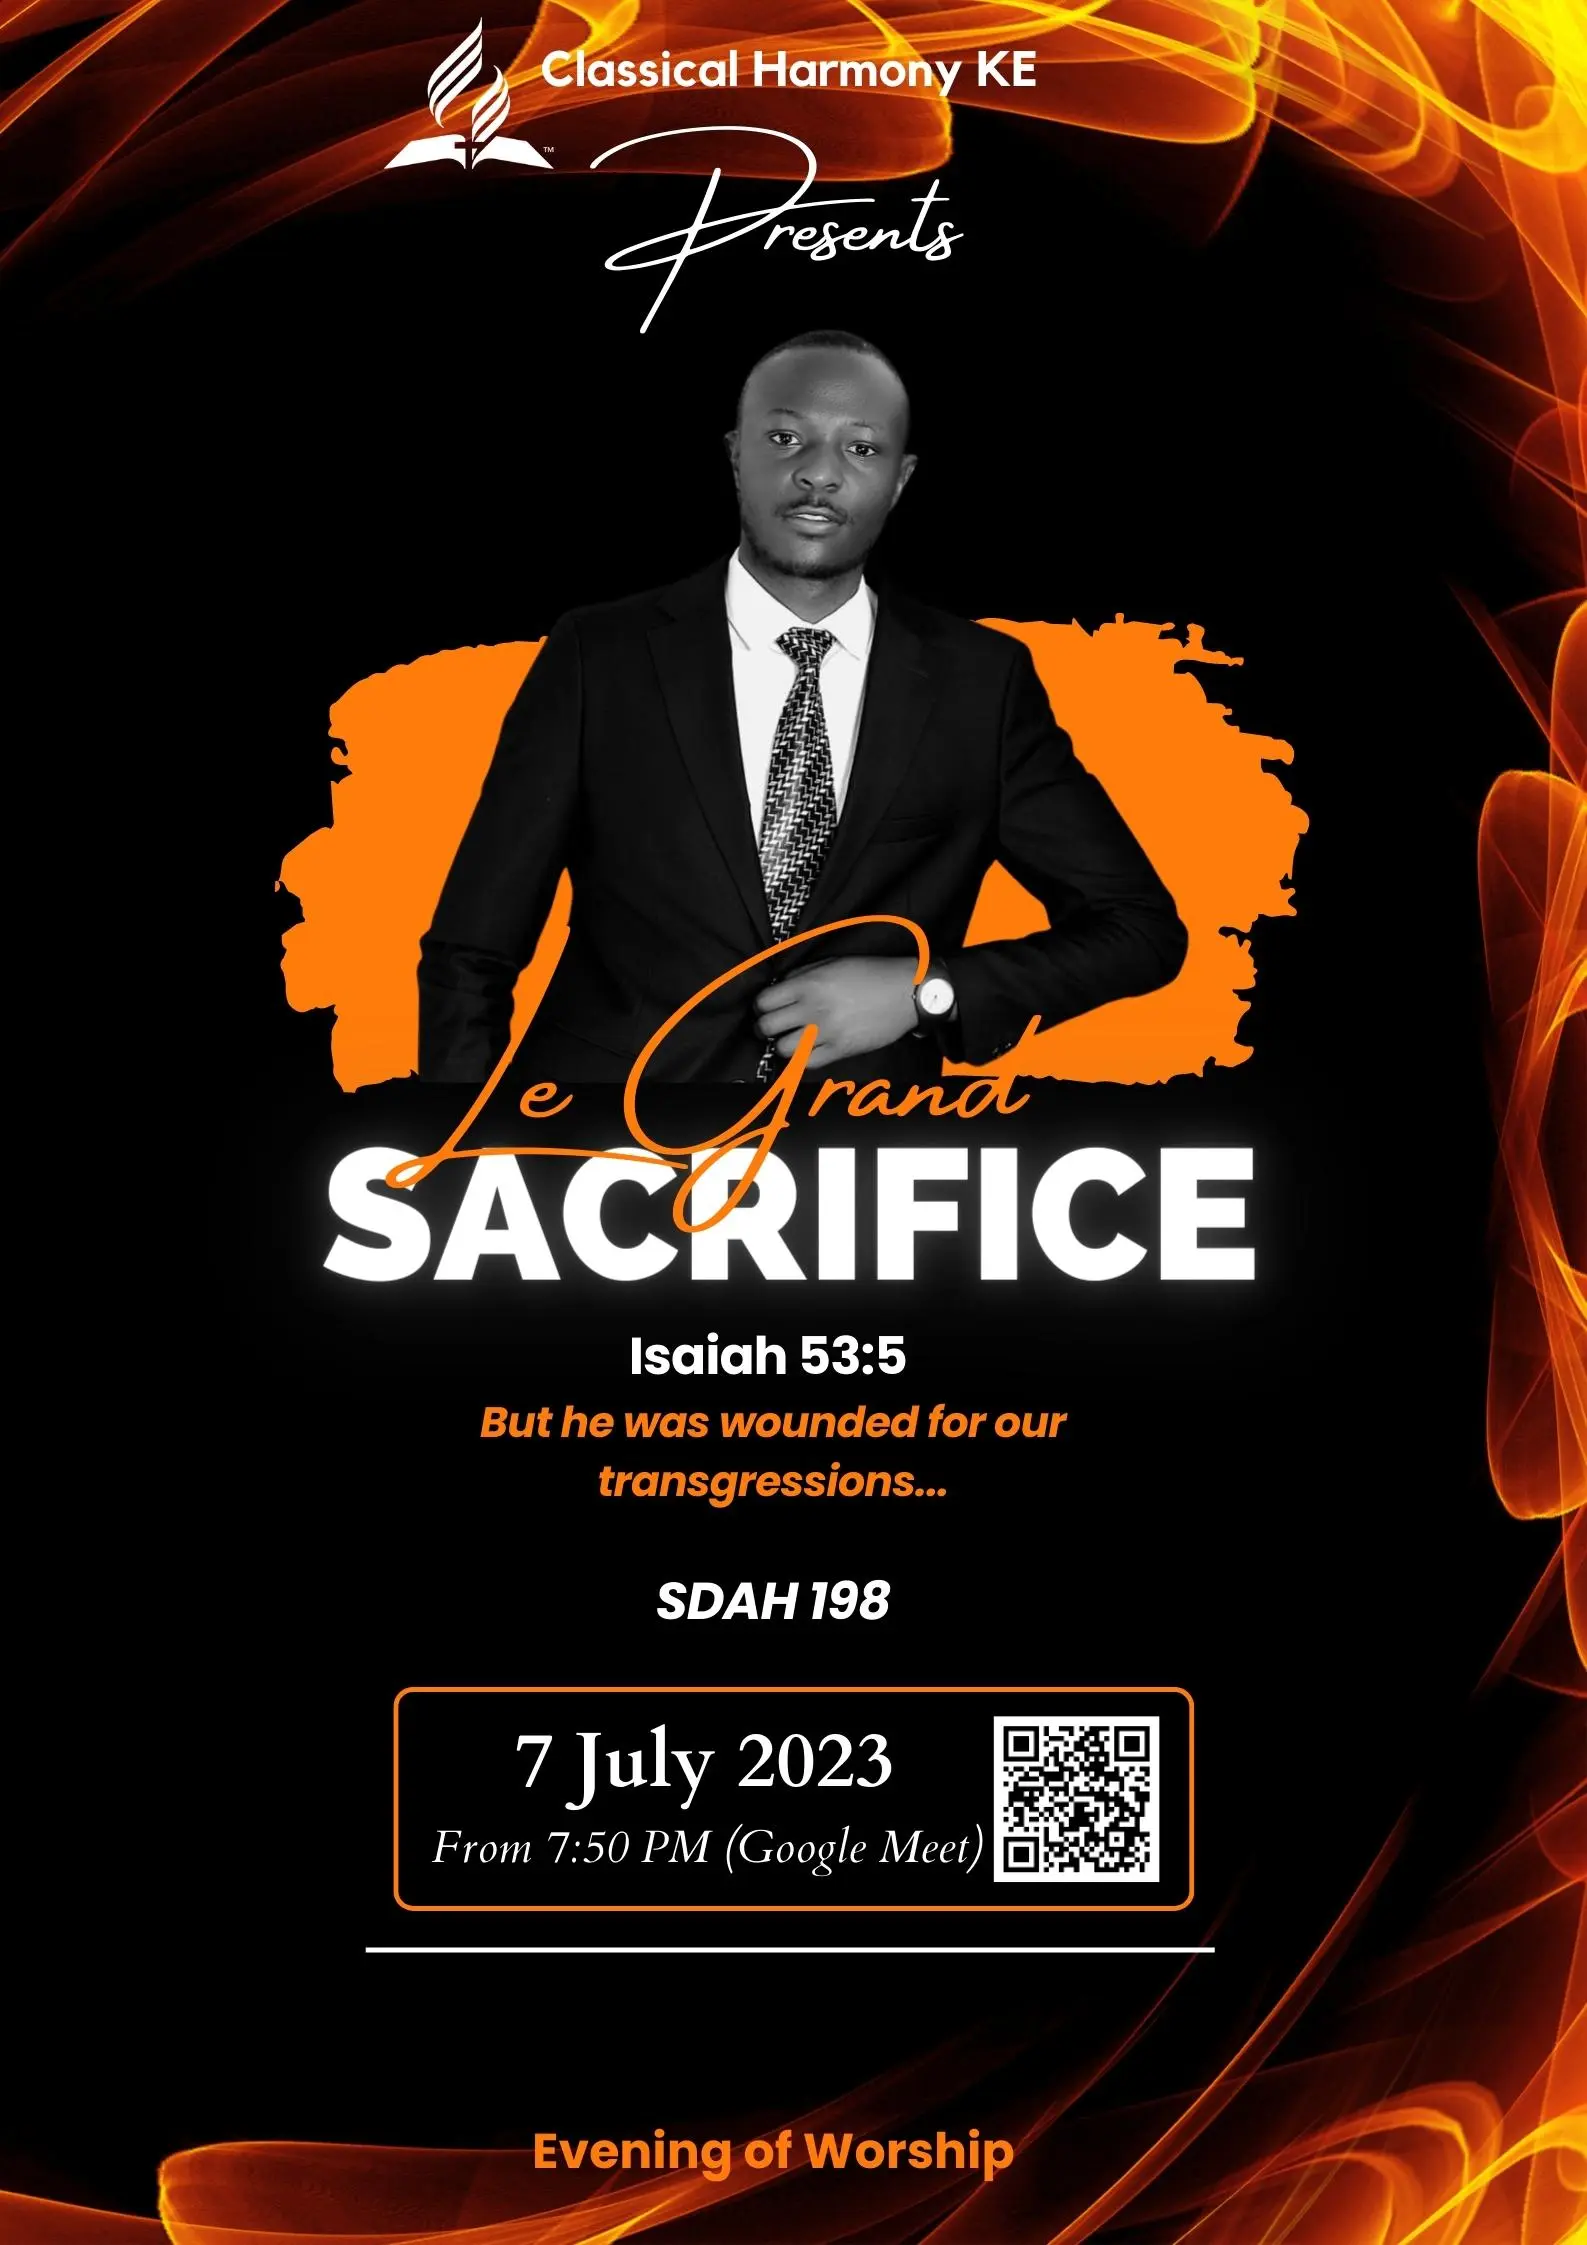 Classical Harmony KE
TM
Presents
Le Grand
SACRIFICE
Isaiah 53:5
But he was wounded for our
transgressions...
SDAH 198
7 July 2023
From 7:50 PM (Google Meet)
Evening of Worship